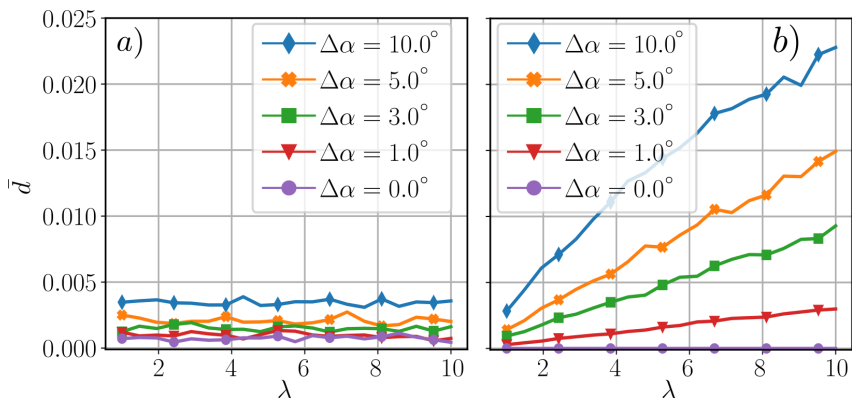 a)
0.025
0.020
0.015
0.010
0.005
0.000
d̄
Δα = 10.0°
Δα = 5.0°
Δα = 3.0°
Δα = 1.0°
Δα = 0.0°
2 4 6 8 10
λ
b)
Δα = 10.0°
Δα = 5.0°
Δα = 3.0°
Δα = 1.0°
Δα = 0.0°
2 4 6 8 10
λ